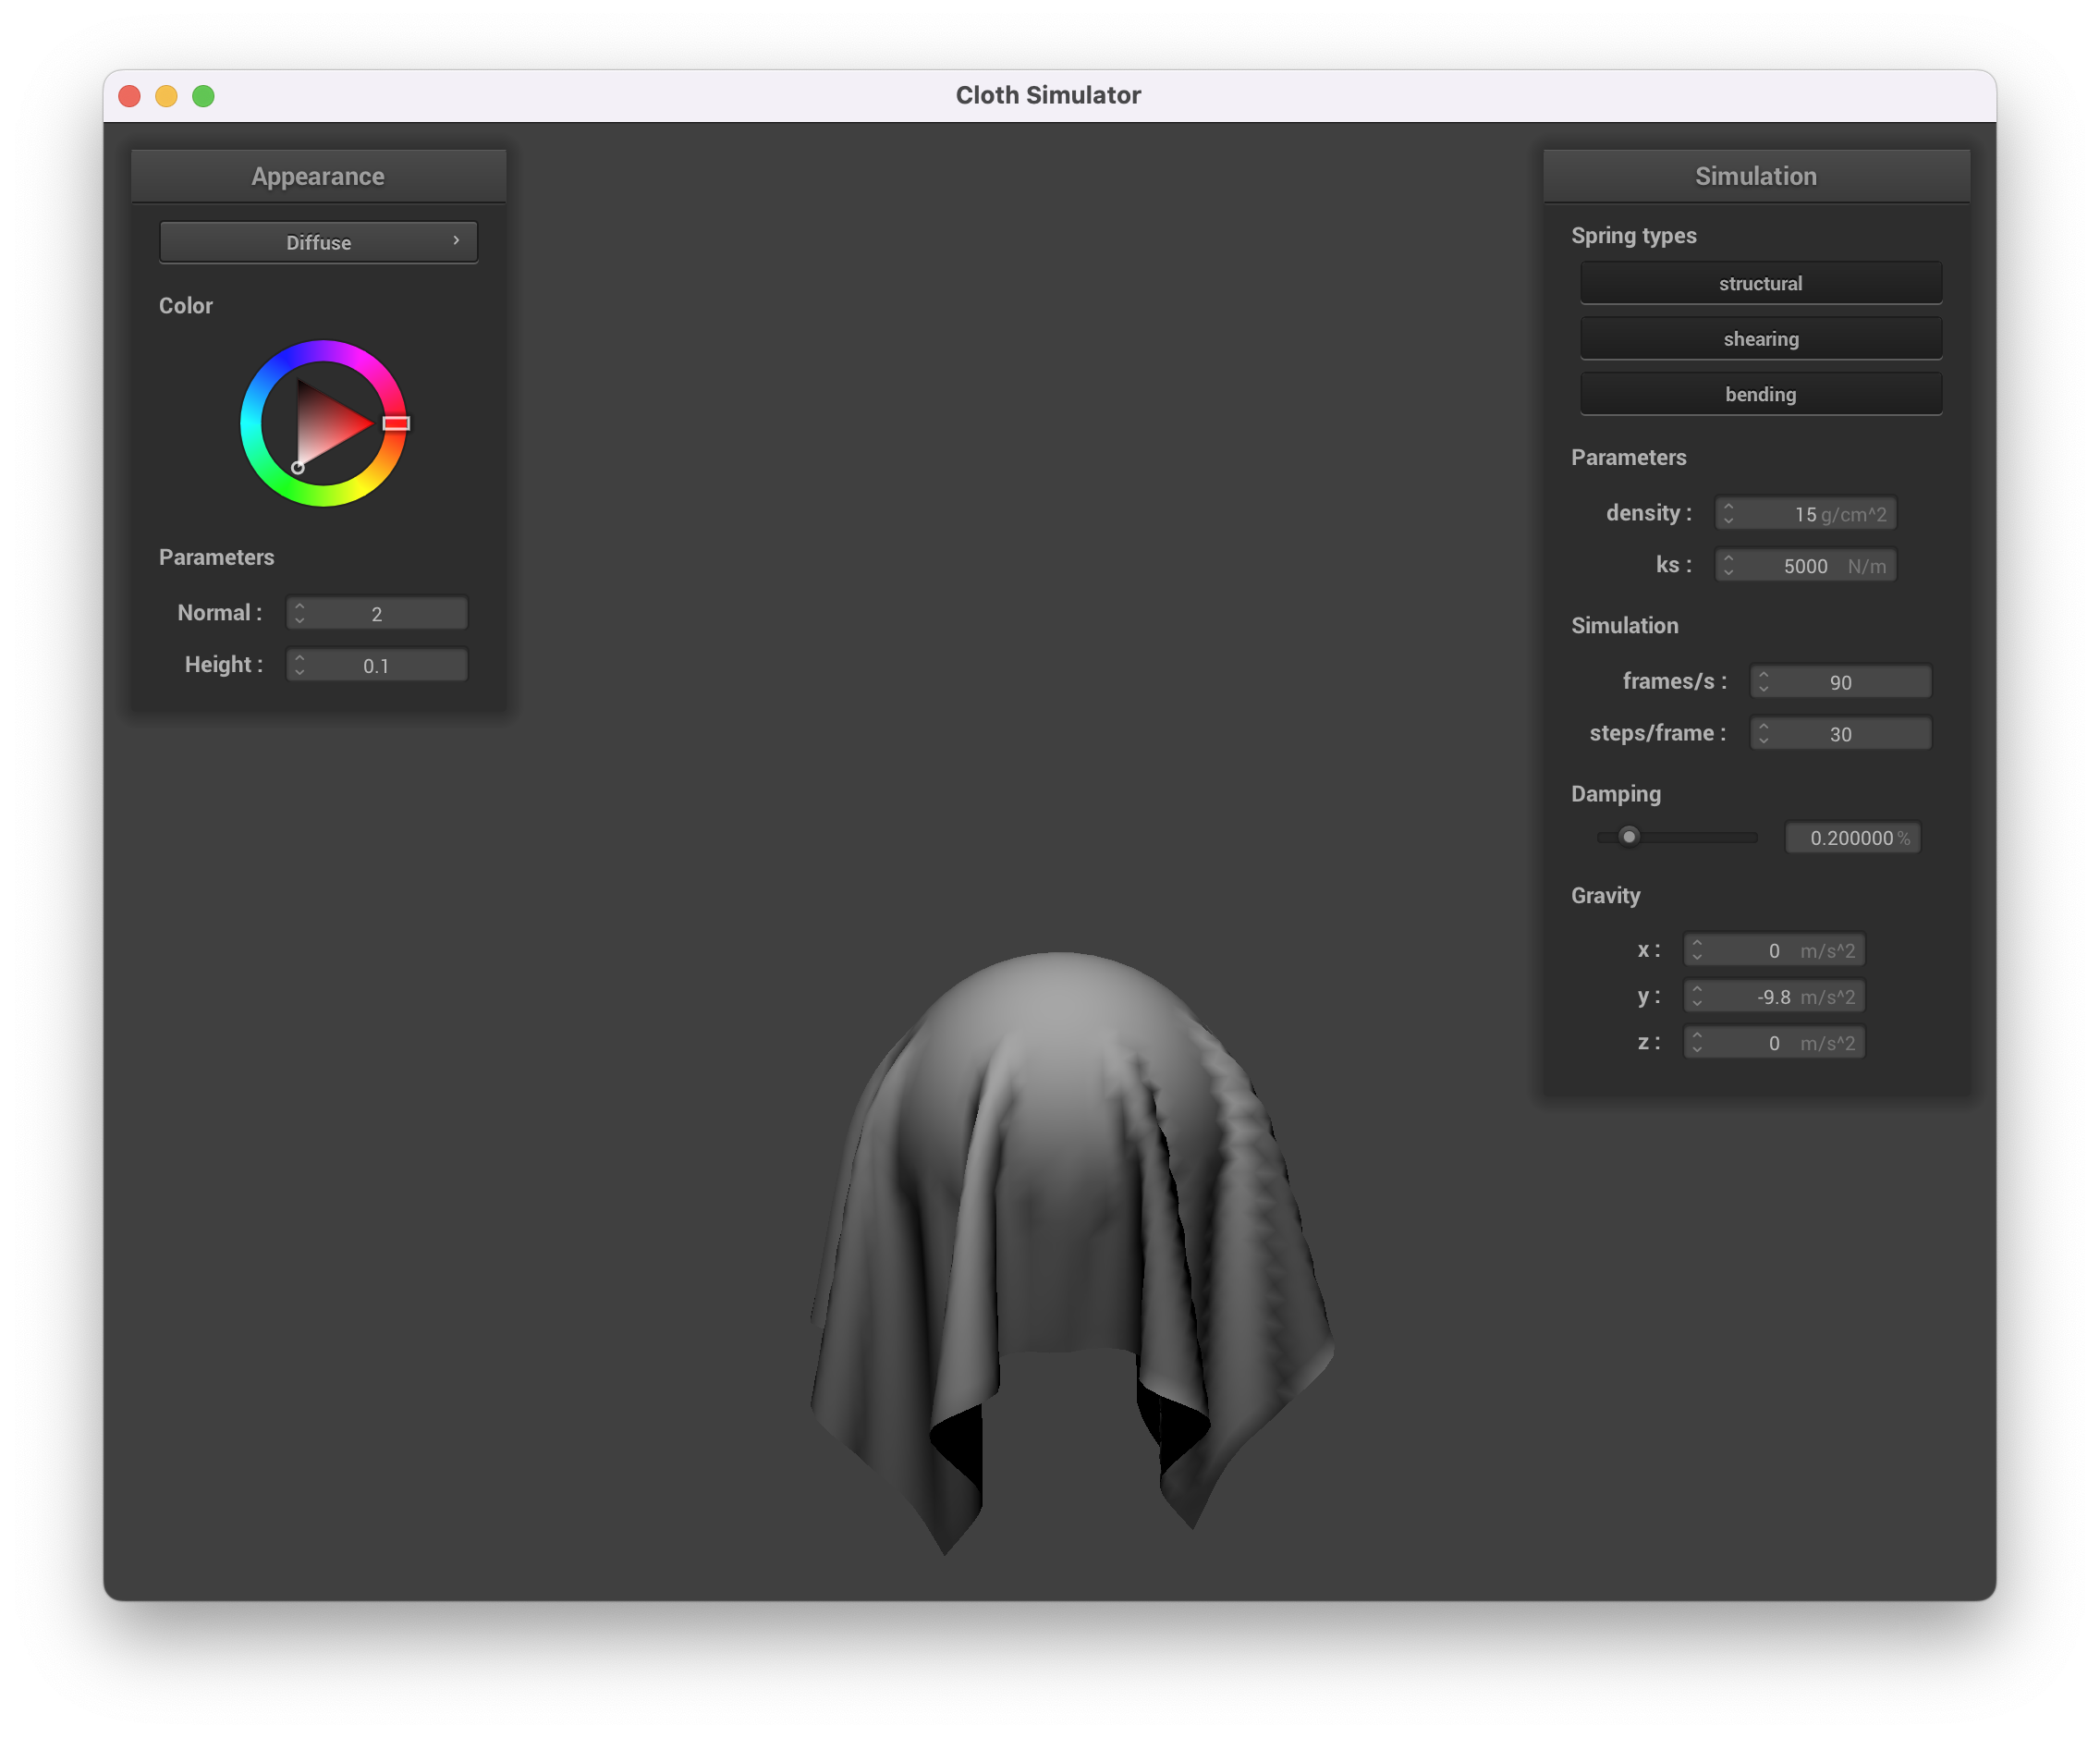 Cloth Simulator
Appearance
Diffuse
Color
Parameters
Normal : 2
Height : 0.1
Simulation
Spring types
structural
shearing
bending
Parameters
density : 15 g/cm^2
ks : 5000 N/m
Simulation
frames/s : 90
steps/frame : 30
Damping
0.200000 %
Gravity
x : 0 m/s^2
y : -9.8 m/s^2
z : 0 m/s^2